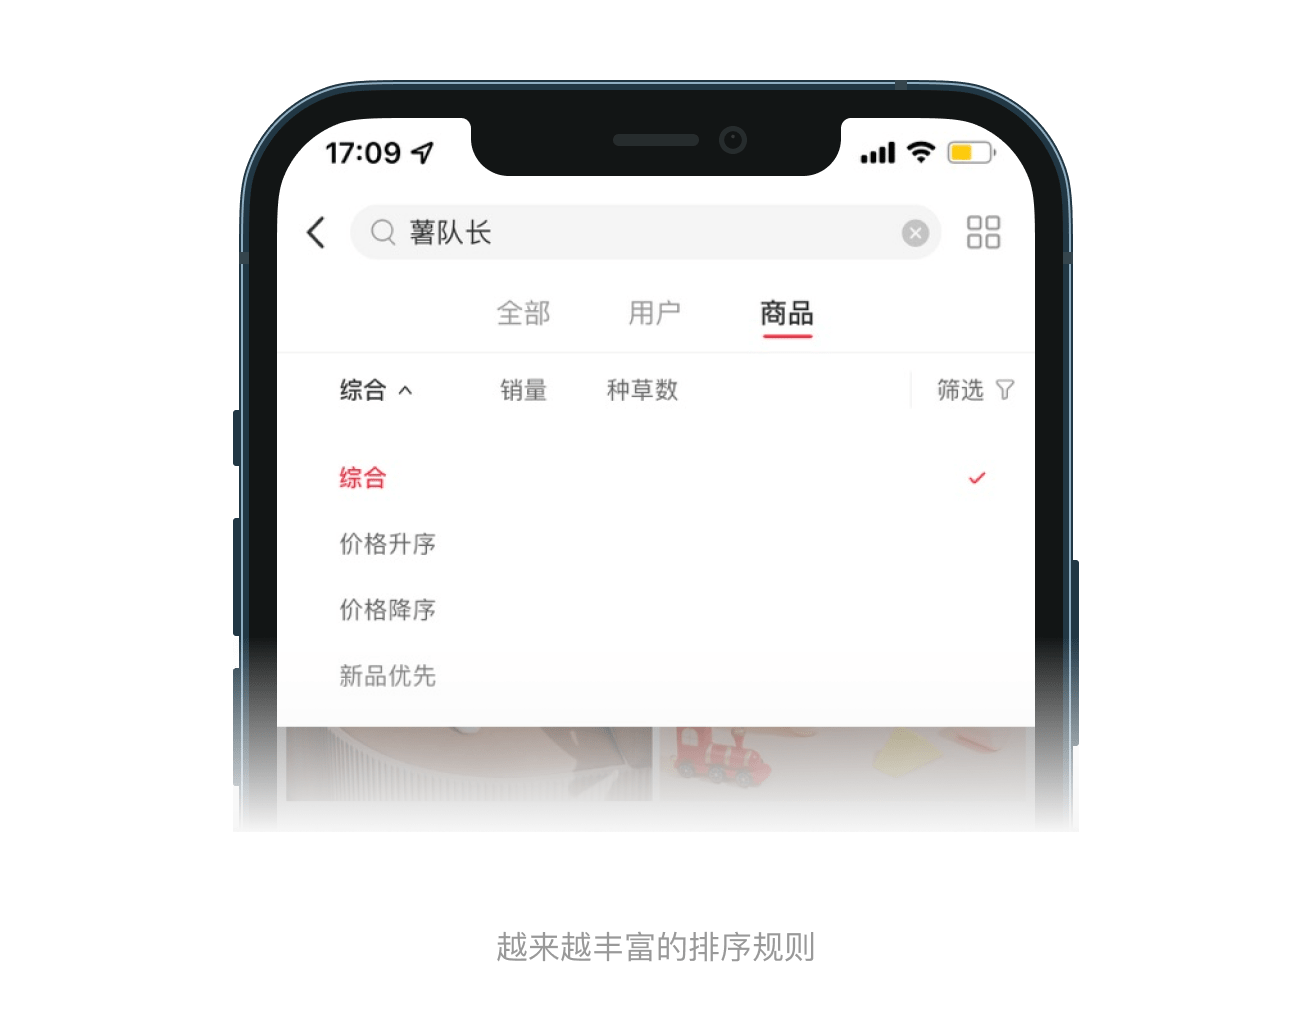 17:09
薯队长
全部 用户 商品
综合 销量 种草数 筛选
综合
价格升序
价格降序
新品优先
越来越丰富的排序规则